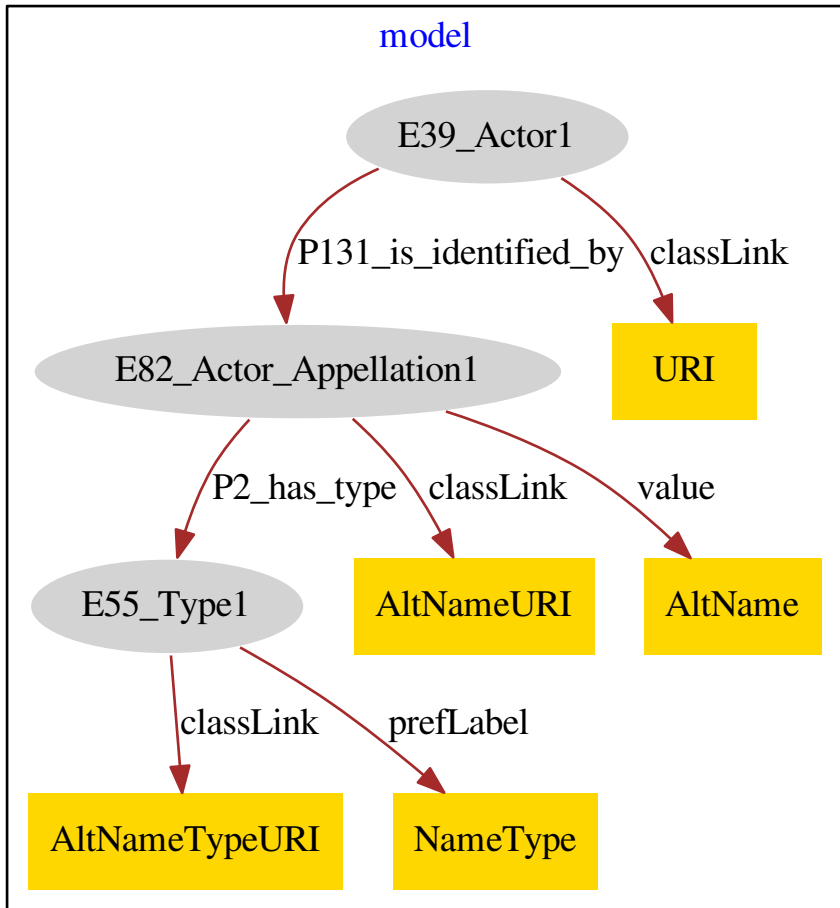 model
E39_Actor1
P131_is_identified_by
classLink
E82_Actor_Appellation1
URI
P2_has_type
classLink
value
E55_Type1
AltNameURI
AltName
classLink
prefLabel
AltNameTypeURI
NameType